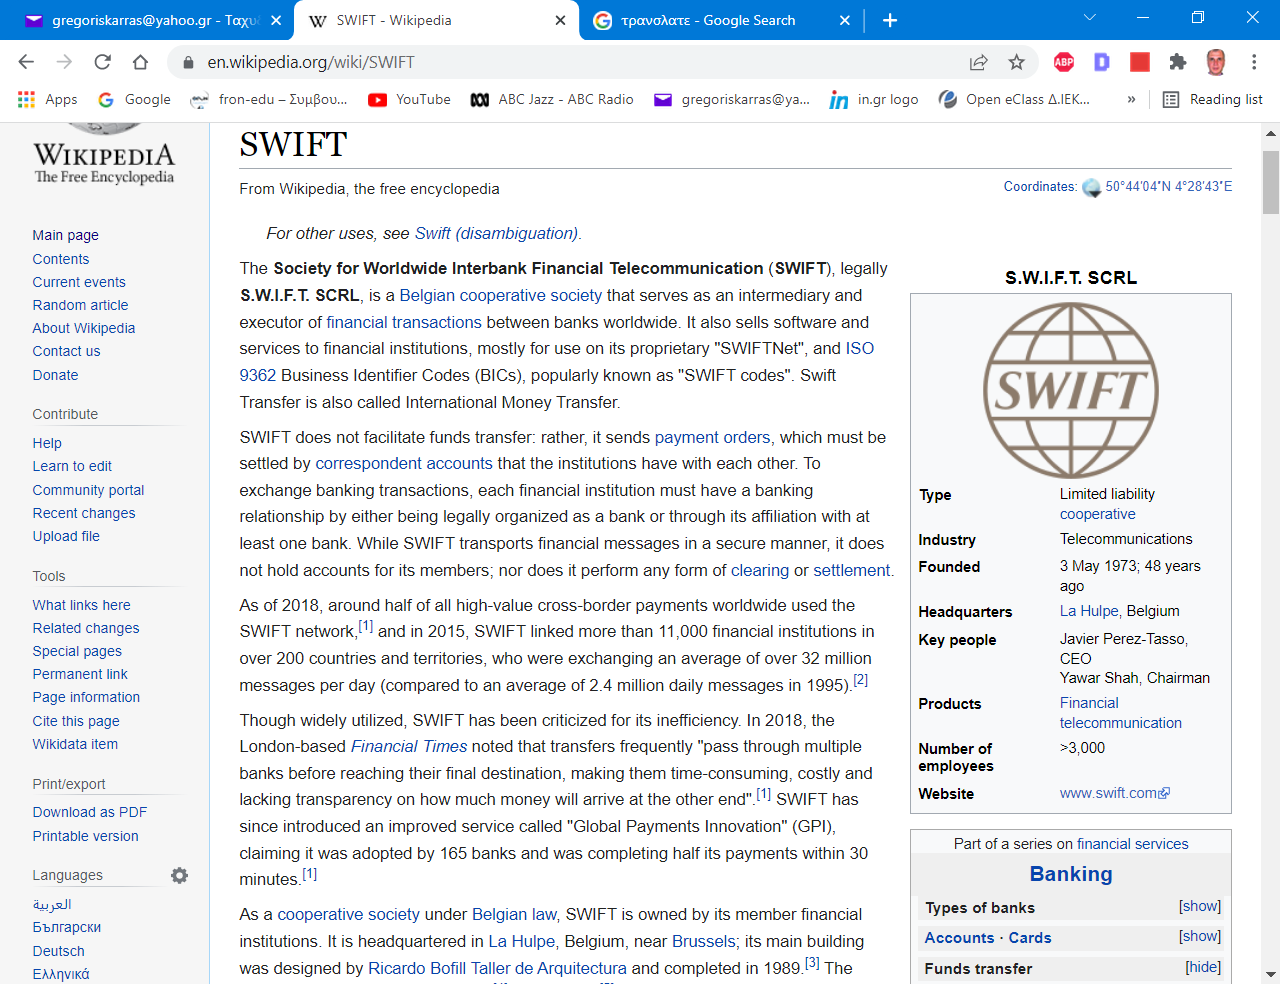 gregoriskarras@yahoo.gr - Ταχυδ
SWIFT - Wikipedia
τρανσλατε - Google Search
en.wikipedia.org/wiki/SWIFT
ABP
Apps
Google
fron-edu – Συμβου...
YouTube
ABC Jazz - ABC Radio
gregoriskarras@ya...
in.gr logo
Open eClass Δ.ΙΕΚ...
»
Reading list
WIKIPEDIA
The Free Encyclopedia
Main page
Contents
Current events
Random article
About Wikipedia
Contact us
Donate
Contribute
Help
Learn to edit
Community portal
Recent changes
Upload file
Tools
What links here
Related changes
Special pages
Permanent link
Page information
Cite this page
Wikidata item
Print/export
Download as PDF
Printable version
Languages
العربية
Български
Deutsch
Ελληνικά
SWIFT
From Wikipedia, the free encyclopedia
Coordinates: 50°44′04″N 4°28′43″E
For other uses, see Swift (disambiguation).
The Society for Worldwide Interbank Financial Telecommunication (SWIFT), legally
S.W.I.F.T. SCRL, is a Belgian cooperative society that serves as an intermediary and
executor of financial transactions between banks worldwide. It also sells software and
services to financial institutions, mostly for use on its proprietary "SWIFTNet", and ISO
9362 Business Identifier Codes (BICs), popularly known as "SWIFT codes". Swift
Transfer is also called International Money Transfer.
SWIFT does not facilitate funds transfer: rather, it sends payment orders, which must be
settled by correspondent accounts that the institutions have with each other. To
exchange banking transactions, each financial institution must have a banking
relationship by either being legally organized as a bank or through its affiliation with at
least one bank. While SWIFT transports financial messages in a secure manner, it does
not hold accounts for its members; nor does it perform any form of clearing or settlement.
As of 2018, around half of all high-value cross-border payments worldwide used the
SWIFT network,[1] and in 2015, SWIFT linked more than 11,000 financial institutions in
over 200 countries and territories, who were exchanging an average of over 32 million
messages per day (compared to an average of 2.4 million daily messages in 1995).[2]
Though widely utilized, SWIFT has been criticized for its inefficiency. In 2018, the
London-based Financial Times noted that transfers frequently "pass through multiple
banks before reaching their final destination, making them time-consuming, costly and
lacking transparency on how much money will arrive at the other end".[1] SWIFT has
since introduced an improved service called "Global Payments Innovation" (GPI),
claiming it was adopted by 165 banks and was completing half its payments within 30
minutes.[1]
As a cooperative society under Belgian law, SWIFT is owned by its member financial
institutions. It is headquartered in La Hulpe, Belgium, near Brussels; its main building
was designed by Ricardo Bofill Taller de Arquitectura and completed in 1989.[3] The
S.W.I.F.T. SCRL
SWIFT
Type Limited liability
cooperative
Industry Telecommunications
Founded 3 May 1973; 48 years
ago
Headquarters La Hulpe, Belgium
Key people Javier Perez-Tasso,
CEO
Yawar Shah, Chairman
Products Financial
telecommunication
Number of >3,000
employees
Website www.swift.com
Part of a series on financial services
Banking
Types of banks [show]
Accounts · Cards [show]
Funds transfer [hide]